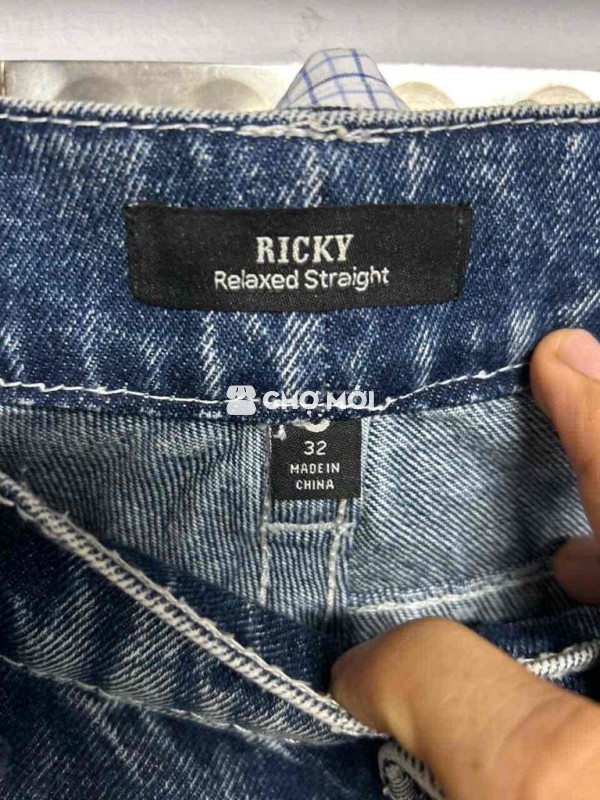 RICKY
Relaxed Straight
CHỢ MỚI
32
MADE IN
CHINA